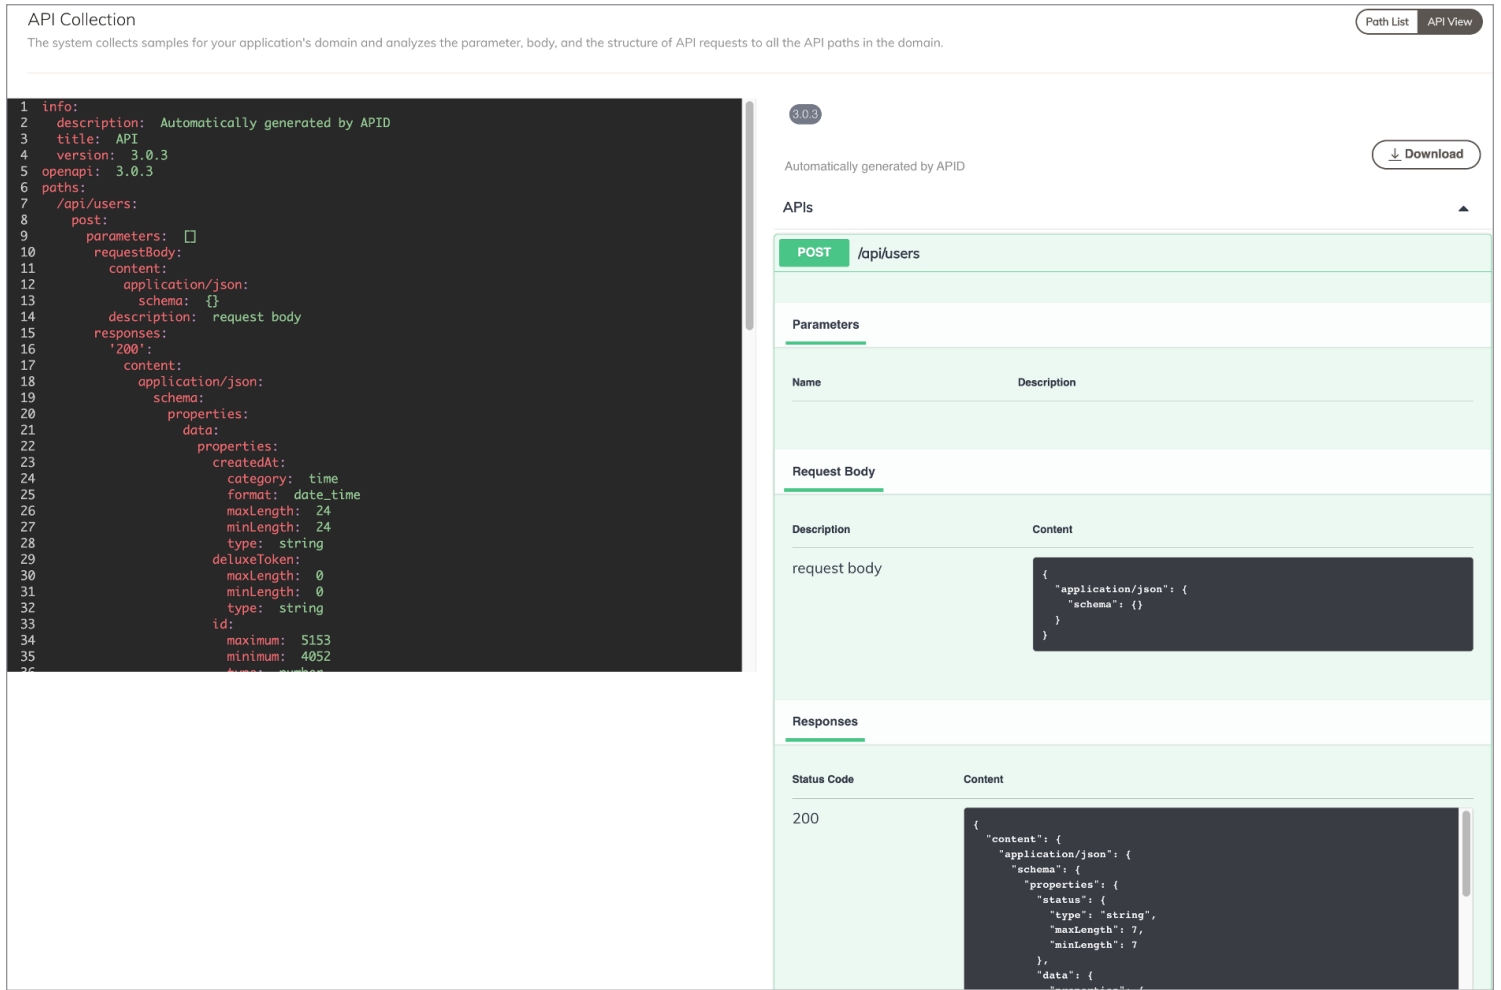 API Collection
Path List
API View
The system collects samples for your application's domain and analyzes the parameter, body, and the structure of API requests to all the API paths in the domain.
1 info:
2 description: Automatically generated by APID
3 title: API
4 version: 3.0.3
5 openapi: 3.0.3
6 paths:
7 /api/users:
8 post:
9 parameters: []
10 requestBody:
11 content:
12 application/json:
13 schema: {}
14 description: request body
15 responses:
16 '200':
17 content:
18 application/json:
19 schema:
20 properties:
21 data:
22 properties:
23 createdAt:
24 category: time
25 format: date_time
26 maxLength: 24
27 minLength: 24
28 type: string
29 deluxeToken:
30 maxLength: 0
31 minLength: 0
32 type: string
33 id:
34 maximum: 5153
35 minimum: 4052
36 type: number
3.0.3
Download
Automatically generated by APID
APIs
POST /api/users
Parameters
Name Description
Request Body
Description Content
request body
{
"application/json": {
"schema": {}
}
}
Responses
Status Code Content
200
{
"content": {
"application/json": {
"schema": {
"properties": {
"status": {
"type": "string",
"maxLength": 7,
"minLength": 7
},
"data": {
"properties": {